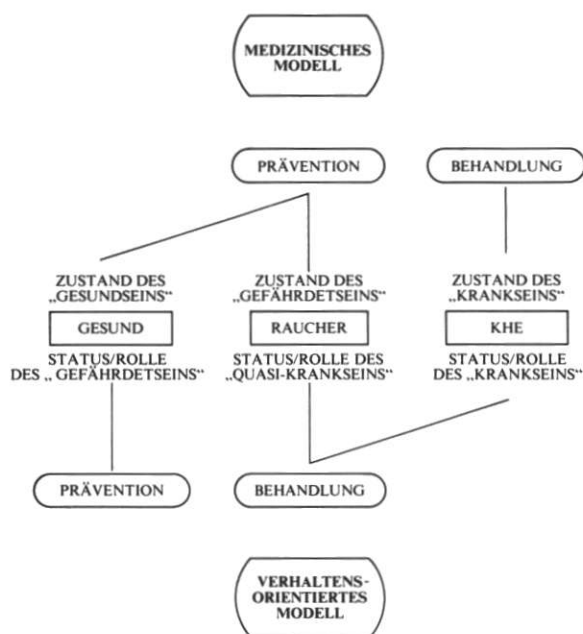 MEDIZINISCHES
MODELL
PRÄVENTION
BEHANDLUNG
ZUSTAND DES
„GESUNDSEINS“
GESUND
STATUS/ROLLE
DES „ GEFÄHRDETSEINS“
ZUSTAND DES
„GEFÄHRDETSEINS“
RAUCHER
STATUS/ROLLE DES
„QUASI-KRANKSEINS“
ZUSTAND DES
„KRANKSEINS“
KHE
STATUS/ROLLE
DES „KRANKSEINS“
PRÄVENTION
BEHANDLUNG
VERHALTENS-
ORIENTIERTES
MODELL